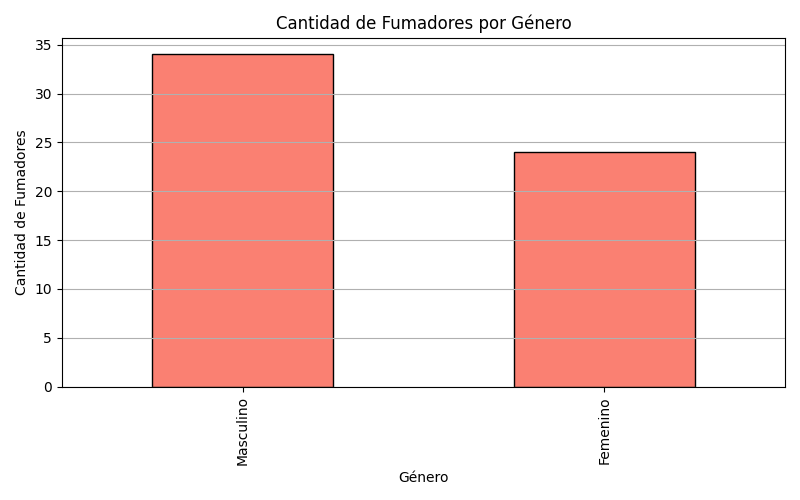 Cantidad de Fumadores por Género
Cantidad de Fumadores
35
30
25
20
15
10
5
0
Masculino
Femenino
Género